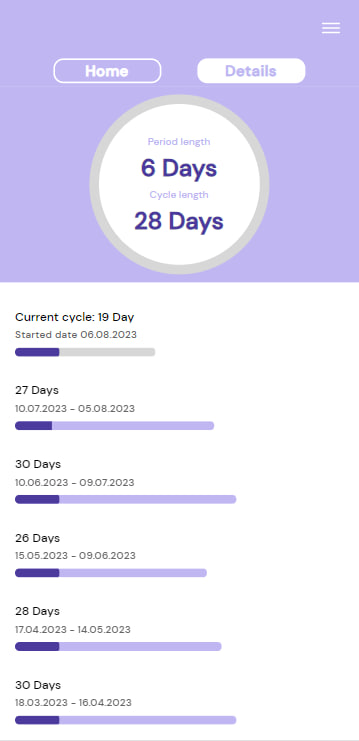 Home
Details
Period length
6 Days
Cycle length
28 Days
Current cycle: 19 Day
Started date 06.08.2023
27 Days
10.07.2023 - 05.08.2023
30 Days
10.06.2023 - 09.07.2023
26 Days
15.05.2023 - 09.06.2023
28 Days
17.04.2023 - 14.05.2023
30 Days
18.03.2023 - 16.04.2023